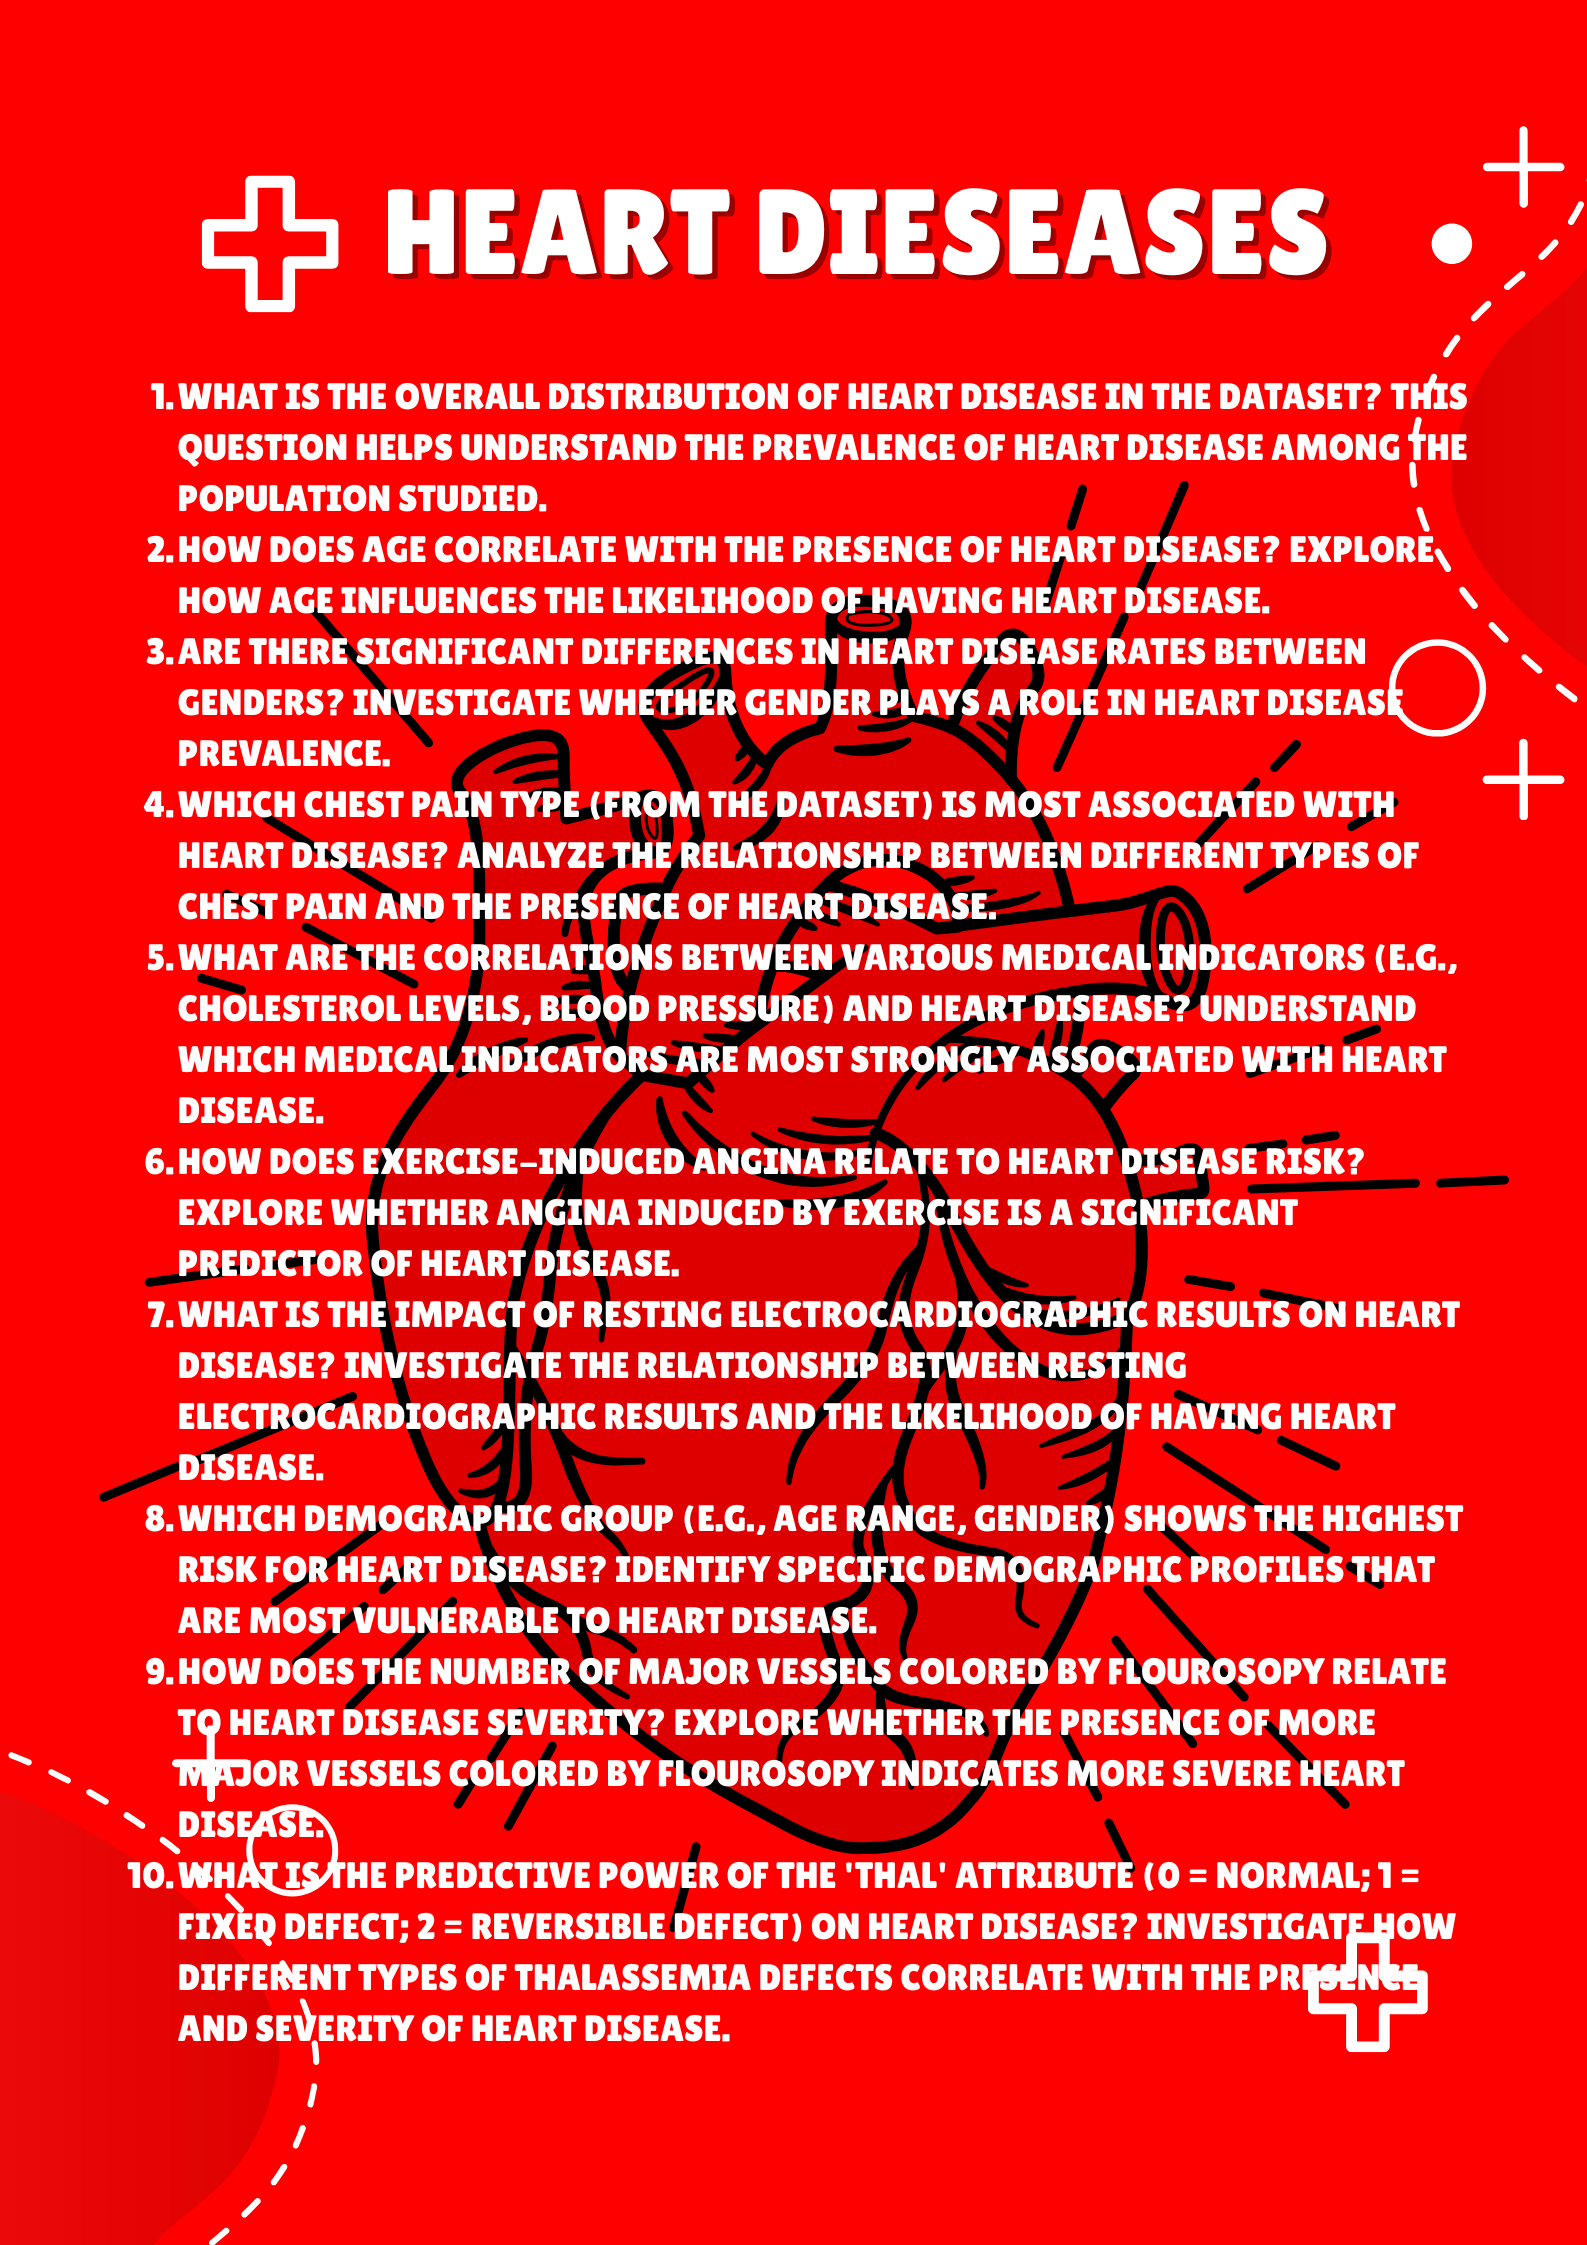 HEART DIESEASES
1. WHAT IS THE OVERALL DISTRIBUTION OF HEART DISEASE IN THE DATASET? THIS
QUESTION HELPS UNDERSTAND THE PREVALENCE OF HEART DISEASE AMONG THE
POPULATION STUDIED.
2. HOW DOES AGE CORRELATE WITH THE PRESENCE OF HEART DISEASE? EXPLORE
HOW AGE INFLUENCES THE LIKELIHOOD OF HAVING HEART DISEASE.
3. ARE THERE SIGNIFICANT DIFFERENCES IN HEART DISEASE RATES BETWEEN
GENDERS? INVESTIGATE WHETHER GENDER PLAYS A ROLE IN HEART DISEASE
PREVALENCE.
4. WHICH CHEST PAIN TYPE (FROM THE DATASET) IS MOST ASSOCIATED WITH
HEART DISEASE? ANALYZE THE RELATIONSHIP BETWEEN DIFFERENT TYPES OF
CHEST PAIN AND THE PRESENCE OF HEART DISEASE.
5. WHAT ARE THE CORRELATIONS BETWEEN VARIOUS MEDICAL INDICATORS (E.G.,
CHOLESTEROL LEVELS, BLOOD PRESSURE) AND HEART DISEASE? UNDERSTAND
WHICH MEDICAL INDICATORS ARE MOST STRONGLY ASSOCIATED WITH HEART
DISEASE.
6. HOW DOES EXERCISE-INDUCED ANGINA RELATE TO HEART DISEASE RISK?
EXPLORE WHETHER ANGINA INDUCED BY EXERCISE IS A SIGNIFICANT
PREDICTOR OF HEART DISEASE.
7. WHAT IS THE IMPACT OF RESTING ELECTROCARDIOGRAPHIC RESULTS ON HEART
DISEASE? INVESTIGATE THE RELATIONSHIP BETWEEN RESTING
ELECTROCARDIOGRAPHIC RESULTS AND THE LIKELIHOOD OF HAVING HEART
DISEASE.
8. WHICH DEMOGRAPHIC GROUP (E.G., AGE RANGE, GENDER) SHOWS THE HIGHEST
RISK FOR HEART DISEASE? IDENTIFY SPECIFIC DEMOGRAPHIC PROFILES THAT
ARE MOST VULNERABLE TO HEART DISEASE.
9. HOW DOES THE NUMBER OF MAJOR VESSELS COLORED BY FLOUROSOPY RELATE
TO HEART DISEASE SEVERITY? EXPLORE WHETHER THE PRESENCE OF MORE
MAJOR VESSELS COLORED BY FLOUROSOPY INDICATES MORE SEVERE HEART
DISEASE.
10. WHAT IS THE PREDICTIVE POWER OF THE 'THAL' ATTRIBUTE (0 = NORMAL; 1 =
FIXED DEFECT; 2 = REVERSIBLE DEFECT) ON HEART DISEASE? INVESTIGATE HOW
DIFFERENT TYPES OF THALASSEMIA DEFECTS CORRELATE WITH THE PRESENCE
AND SEVERITY OF HEART DISEASE.